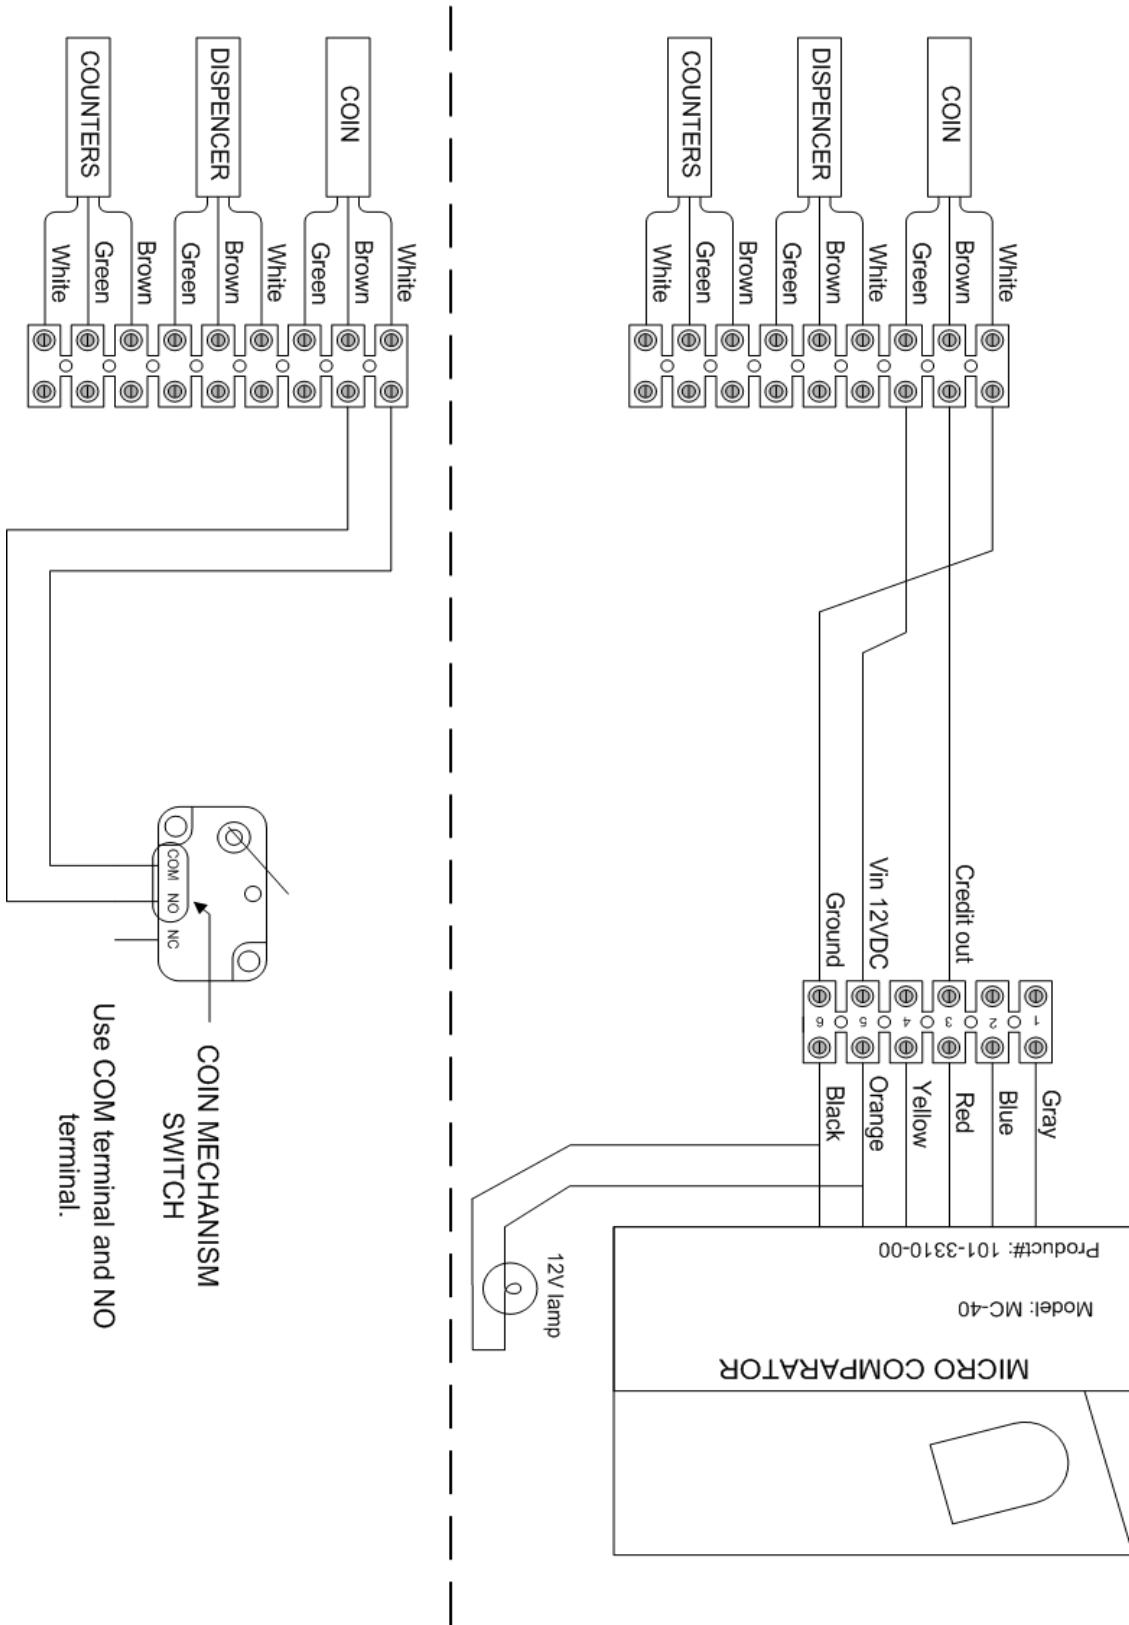 COUNTERS
DISPENCER
COIN
White
Green
Brown
Green
Brown
White
Green
Brown
White
COM NO NC
COIN MECHANISM
SWITCH
Use COM terminal and NO
terminal.
COUNTERS
DISPENCER
COIN
White
Green
Brown
Green
Brown
White
Green
Brown
White
Ground
Vin 12VDC
Credit out
6
5
4
3
2
1
Black
Orange
Yellow
Red
Blue
Gray
12V lamp
Product#: 101-3310-00
Model: MC-40
MICRO COMPARATOR